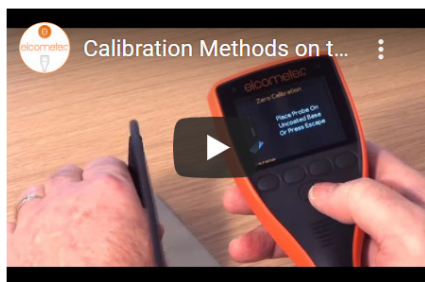 elcometer
Calibration Methods on t...
elcometer
Zero Calibration
Place Probe On
Uncoated Base
Or Press Escape